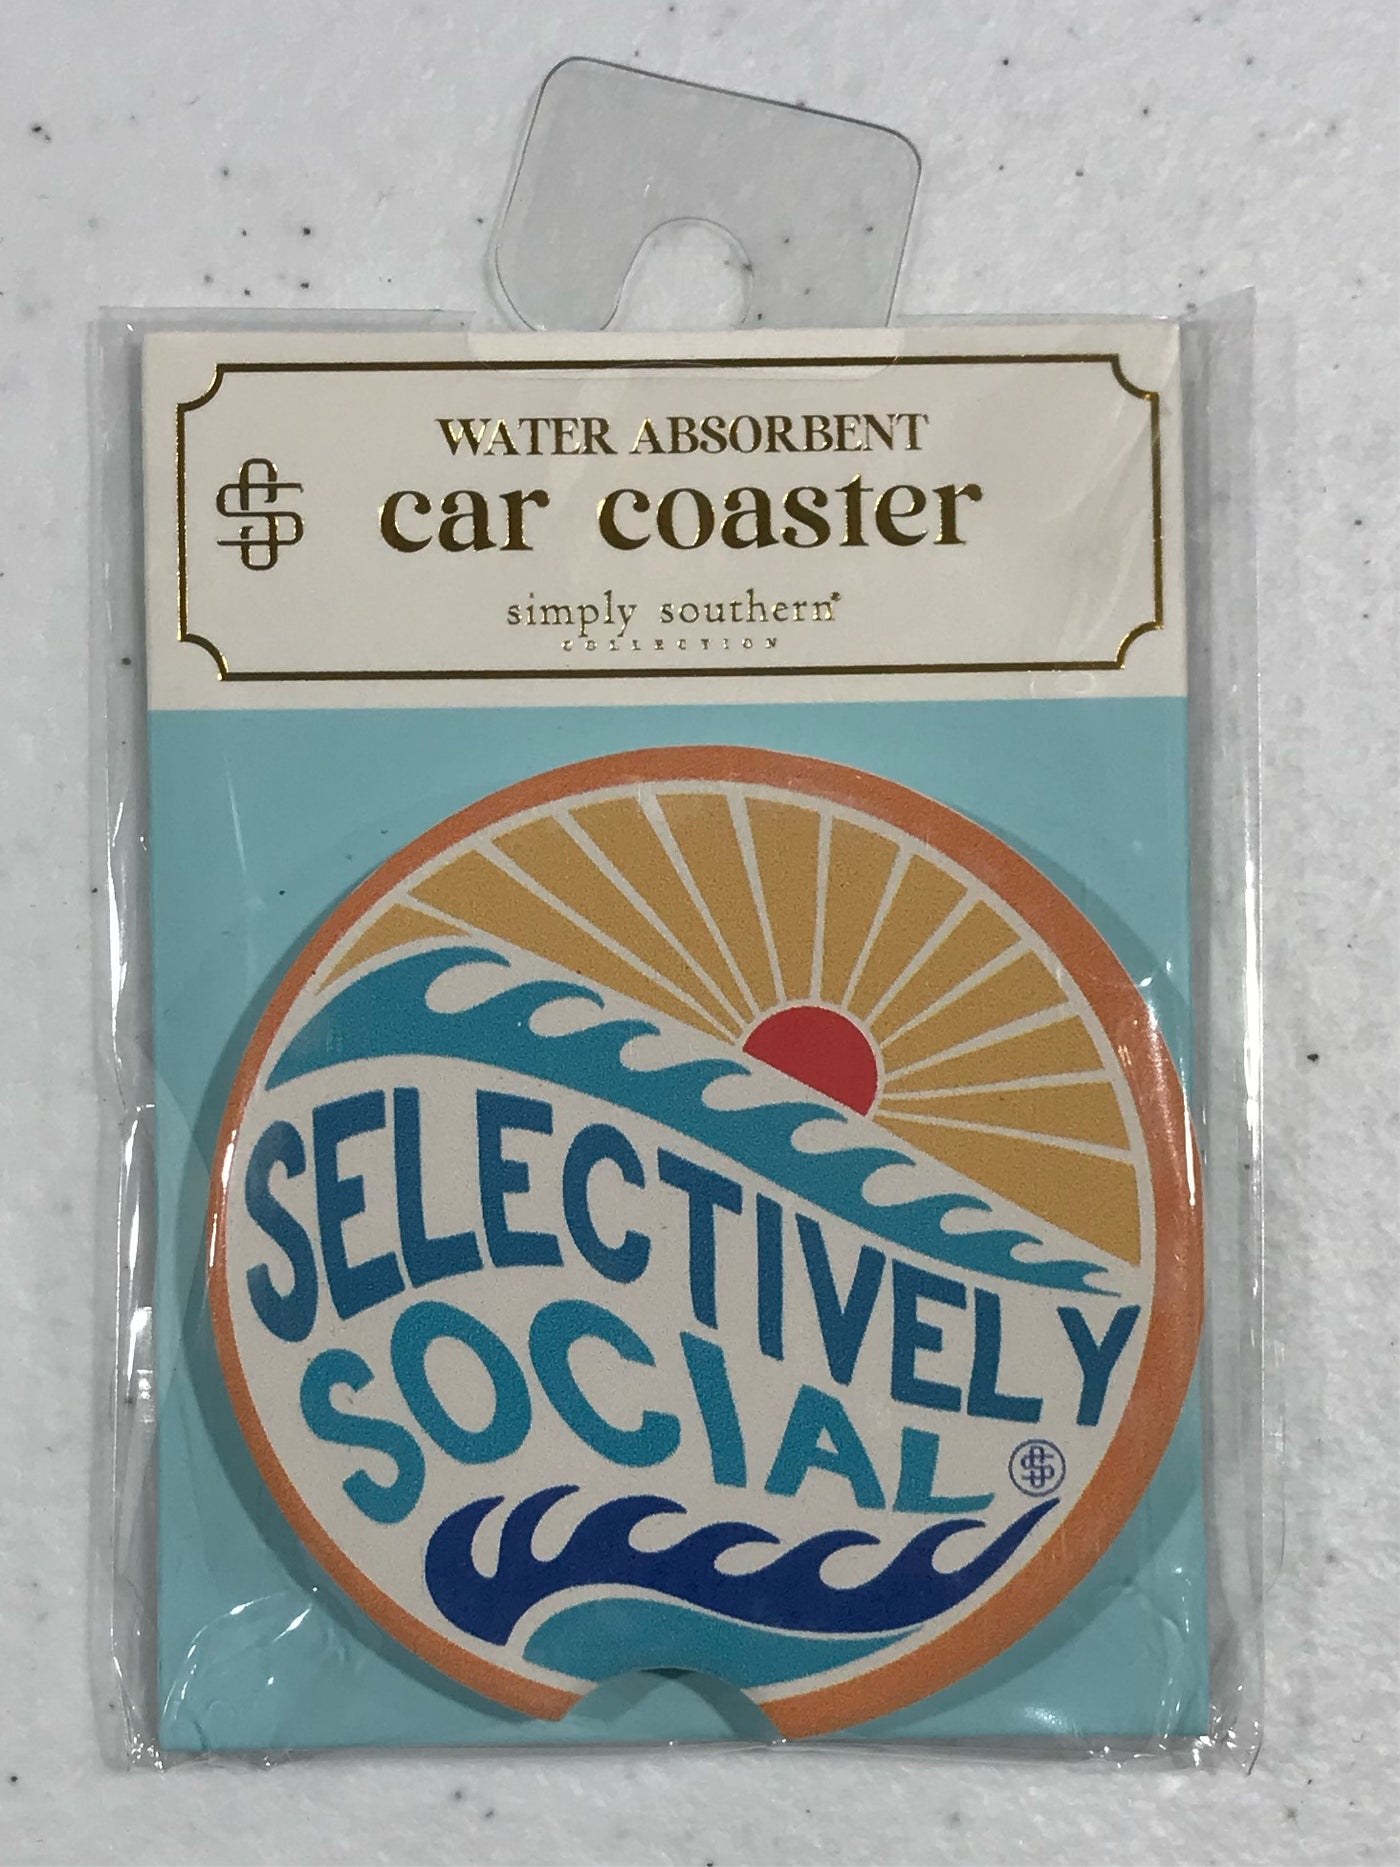 WATER ABSORBENT
car coaster
simply southern®
COLLECTION
SELECTIVELY
SOCIAL